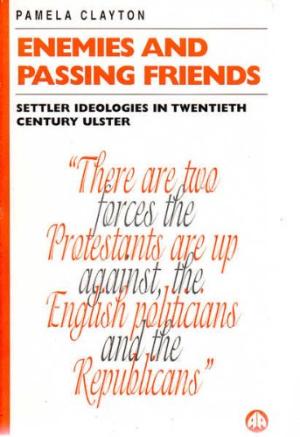 PAMELA CLAYTON
ENEMIES AND
PASSING FRIENDS
SETTLER IDEOLOGIES IN TWENTIETH
CENTURY ULSTER
“There are two
forces the
Protestants are up
against, the
English politicians
and the
Republicans”